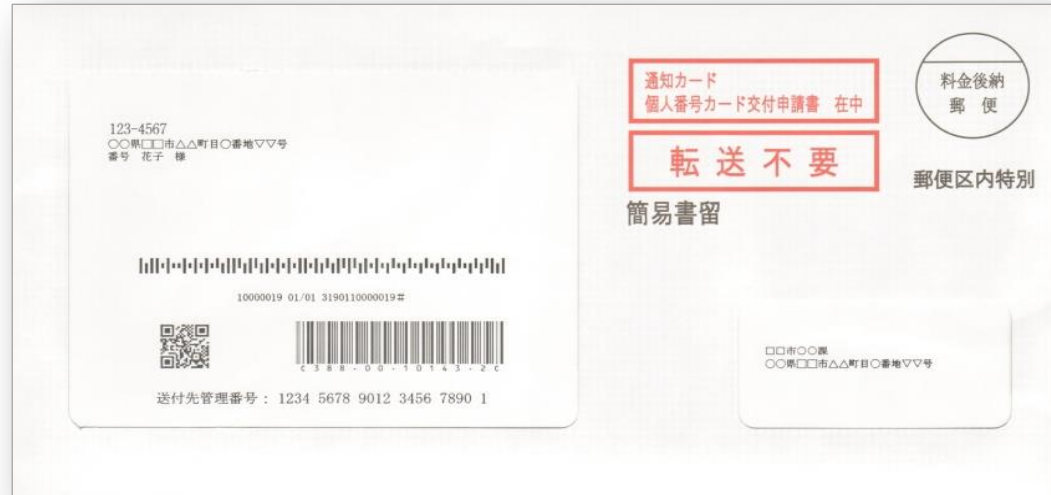 123-4567
○○県□□市△△町目○番地▽▽号
番号 花子 様
10000019 01/01 3190110000019#
C388-00-10143-2C
送付先管理番号： 1234 5678 9012 3456 7890 1
通知カード
個人番号カード交付申請書 在中
転送不要
簡易書留
料金後納
郵便
郵便区内特別
□□市○○課
○○県□□市△△町目○番地▽▽号